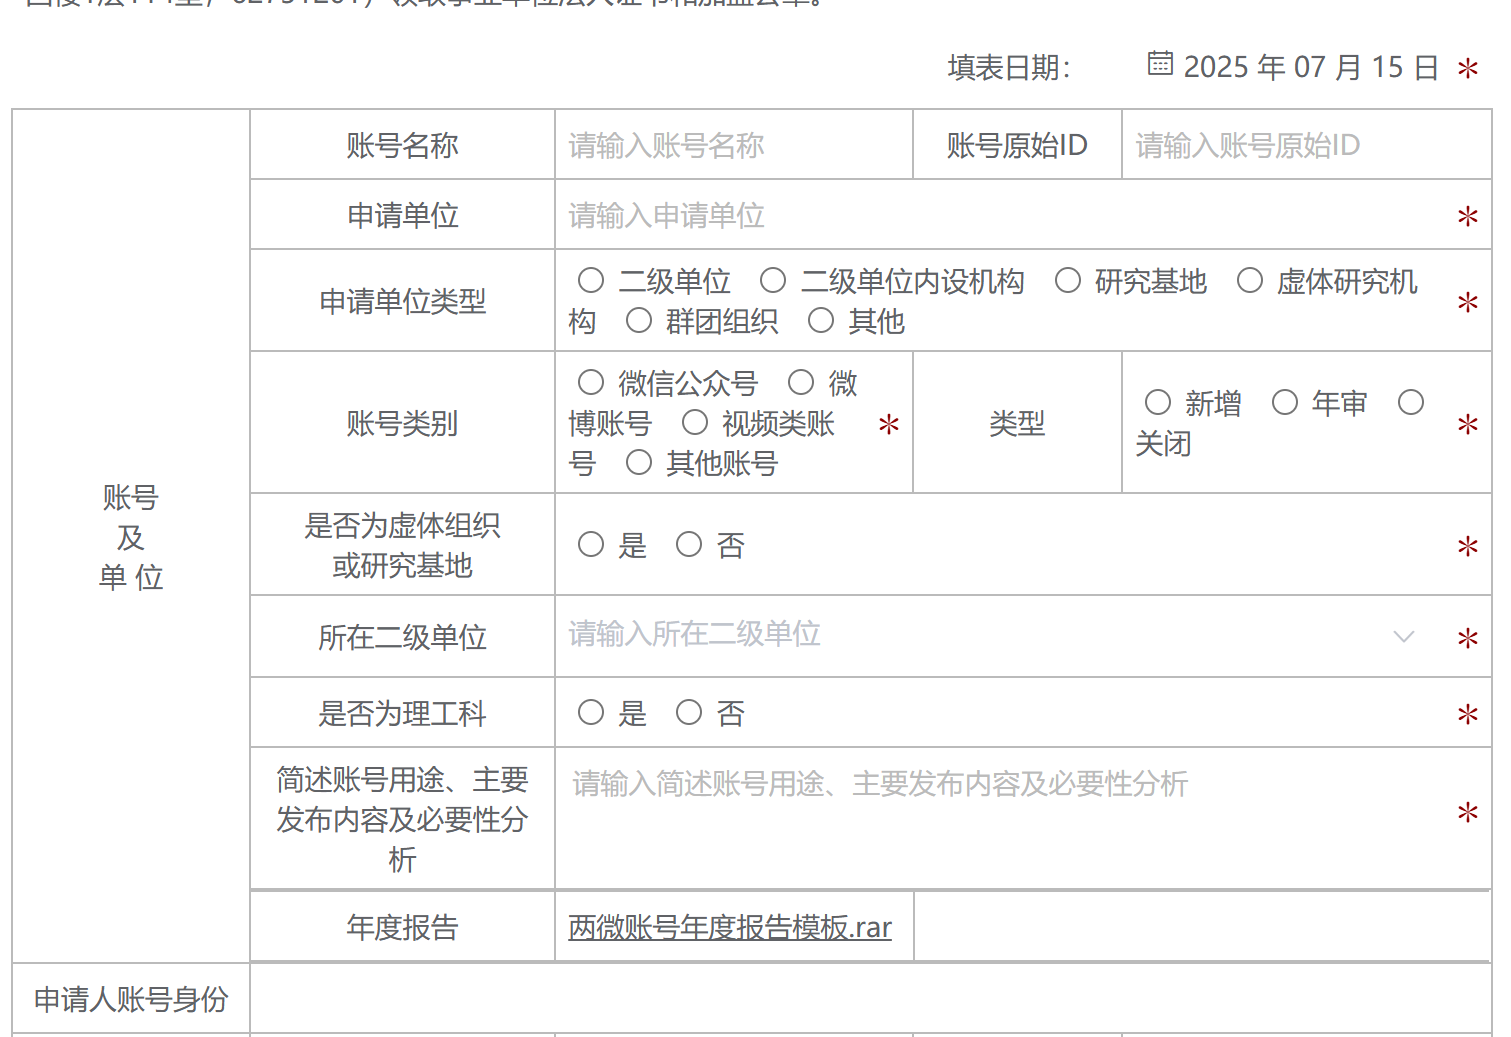 填表日期： 2025 年 07 月 15 日 *
账号名称 请输入账号名称 账号原始ID 请输入账号原始ID
申请单位 请输入申请单位 *
申请单位类型 二级单位 二级单位内设机构 研究基地 虚体研究机
构 群团组织 其他 *
账号类别 微信公众号 微
博账号 视频类账
号 其他账号 *
类型 新增 年审
关闭 *
账号
及
单 位
是否为虚体组织
或研究基地
是 否 *
所在二级单位 请输入所在二级单位 *
是否为理工科 是 否 *
简述账号用途、主要
发布内容及必要性分
析
请输入简述账号用途、主要发布内容及必要性分析 *
年度报告 两微账号年度报告模板.rar
申请人账号身份